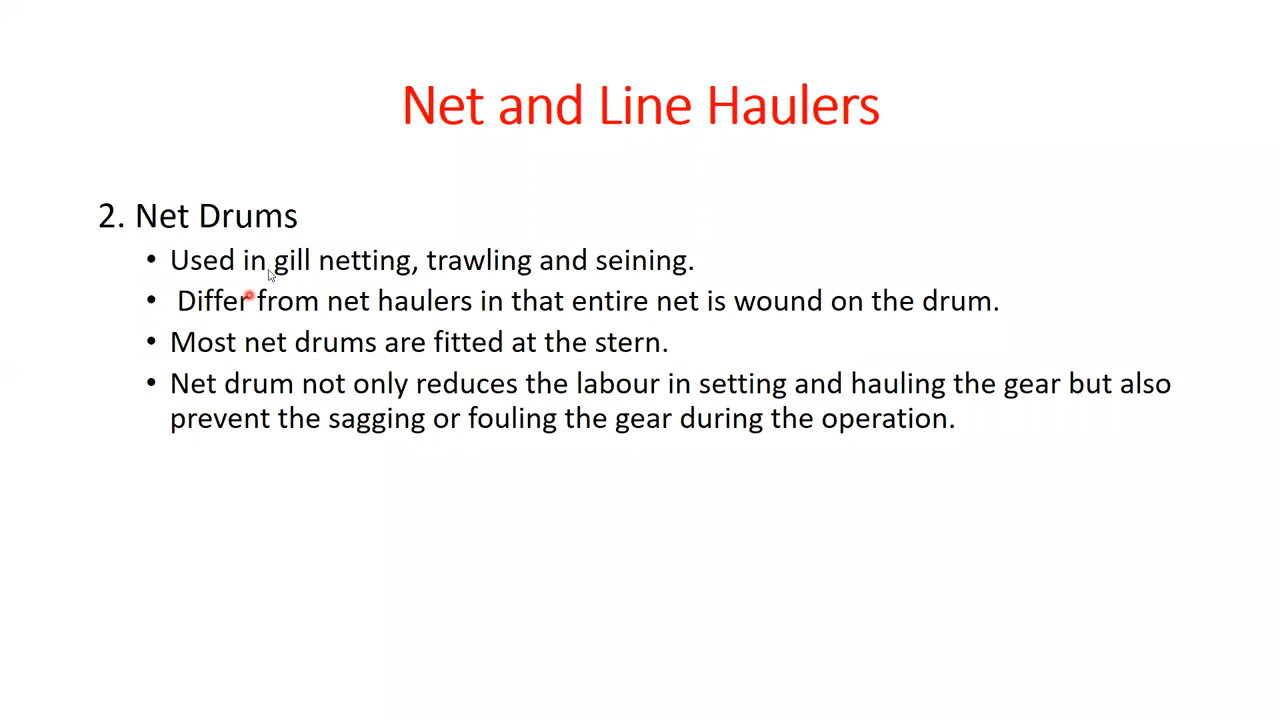 Net and Line Haulers
2. Net Drums
• Used in gill netting, trawling and seining.
• Differ from net haulers in that entire net is wound on the drum.
• Most net drums are fitted at the stern.
• Net drum not only reduces the labour in setting and hauling the gear but also
prevent the sagging or fouling the gear during the operation.